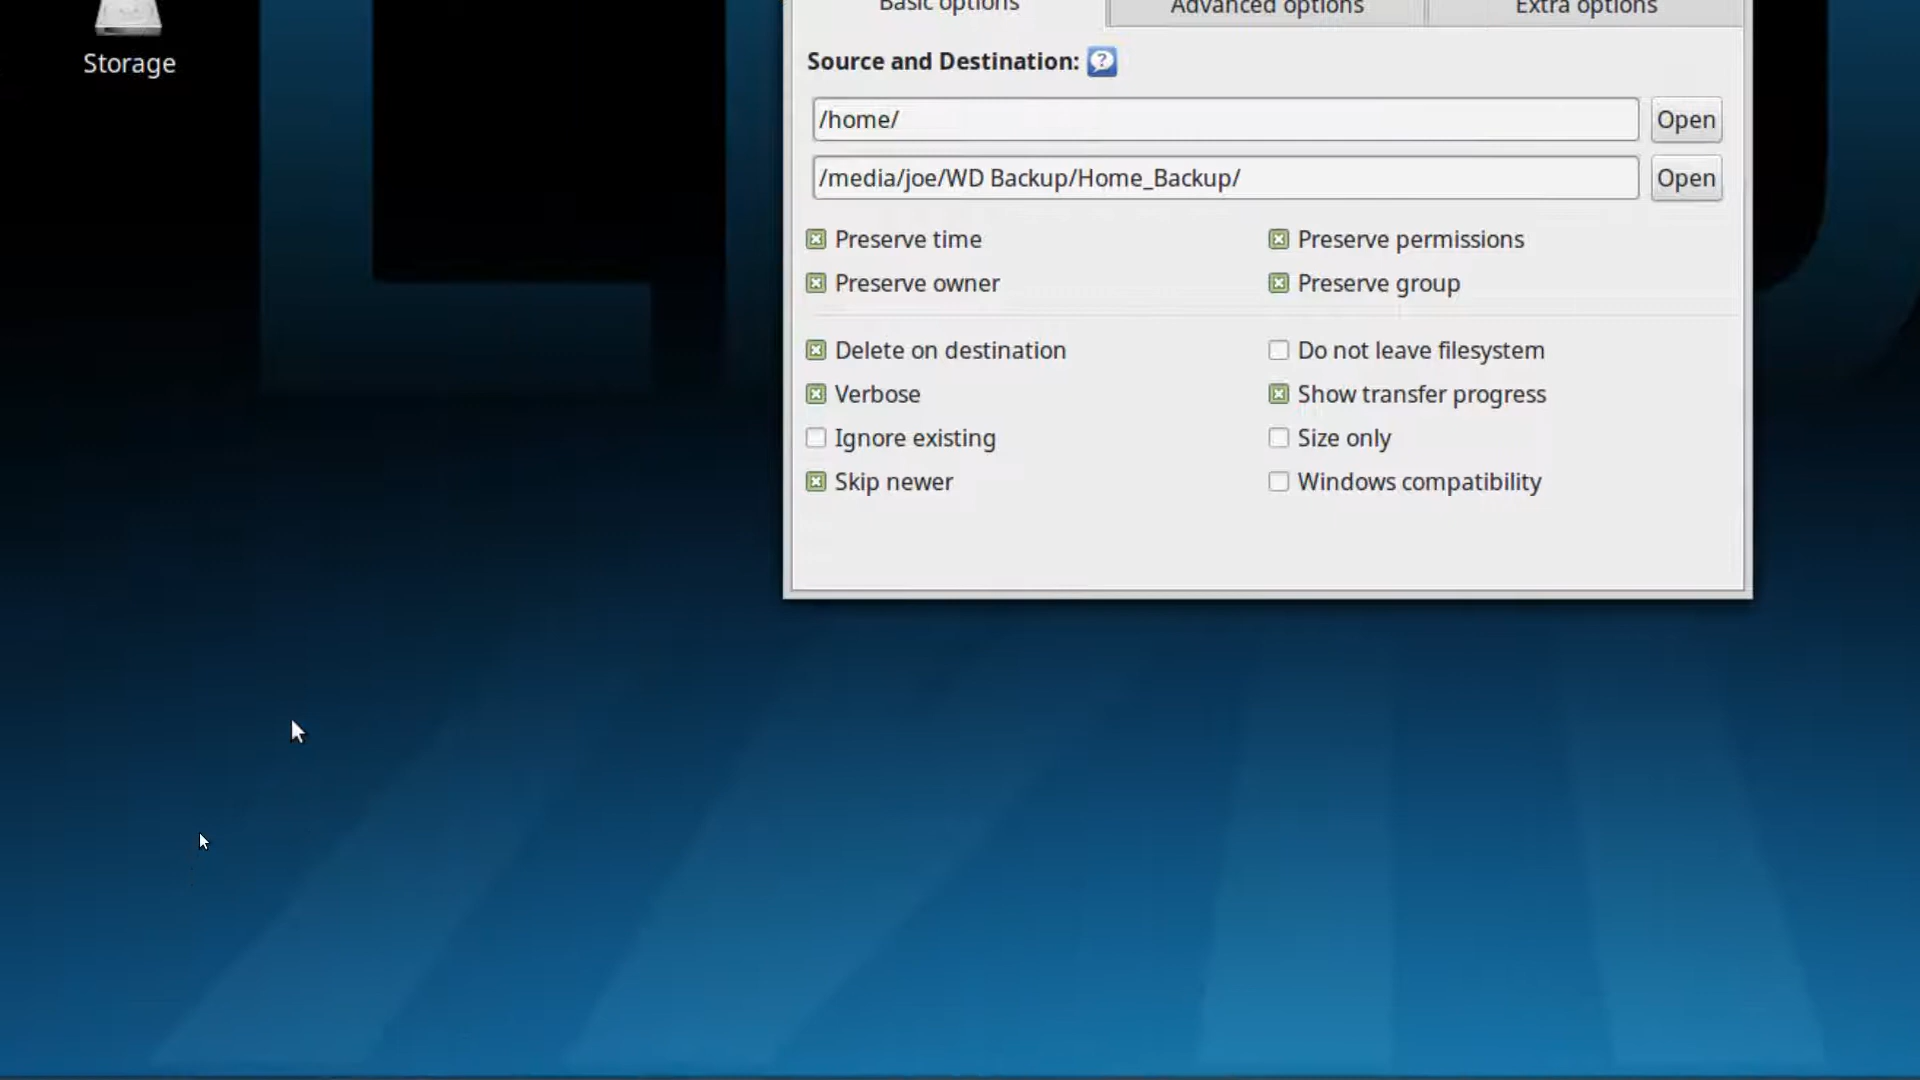 Storage
Basic options
Advanced options
Extra options
Source and Destination:
/home/
Open
/media/joe/WD Backup/Home_Backup/
Open
Preserve time
Preserve permissions
Preserve owner
Preserve group
Delete on destination
Do not leave filesystem
Verbose
Show transfer progress
Ignore existing
Size only
Skip newer
Windows compatibility